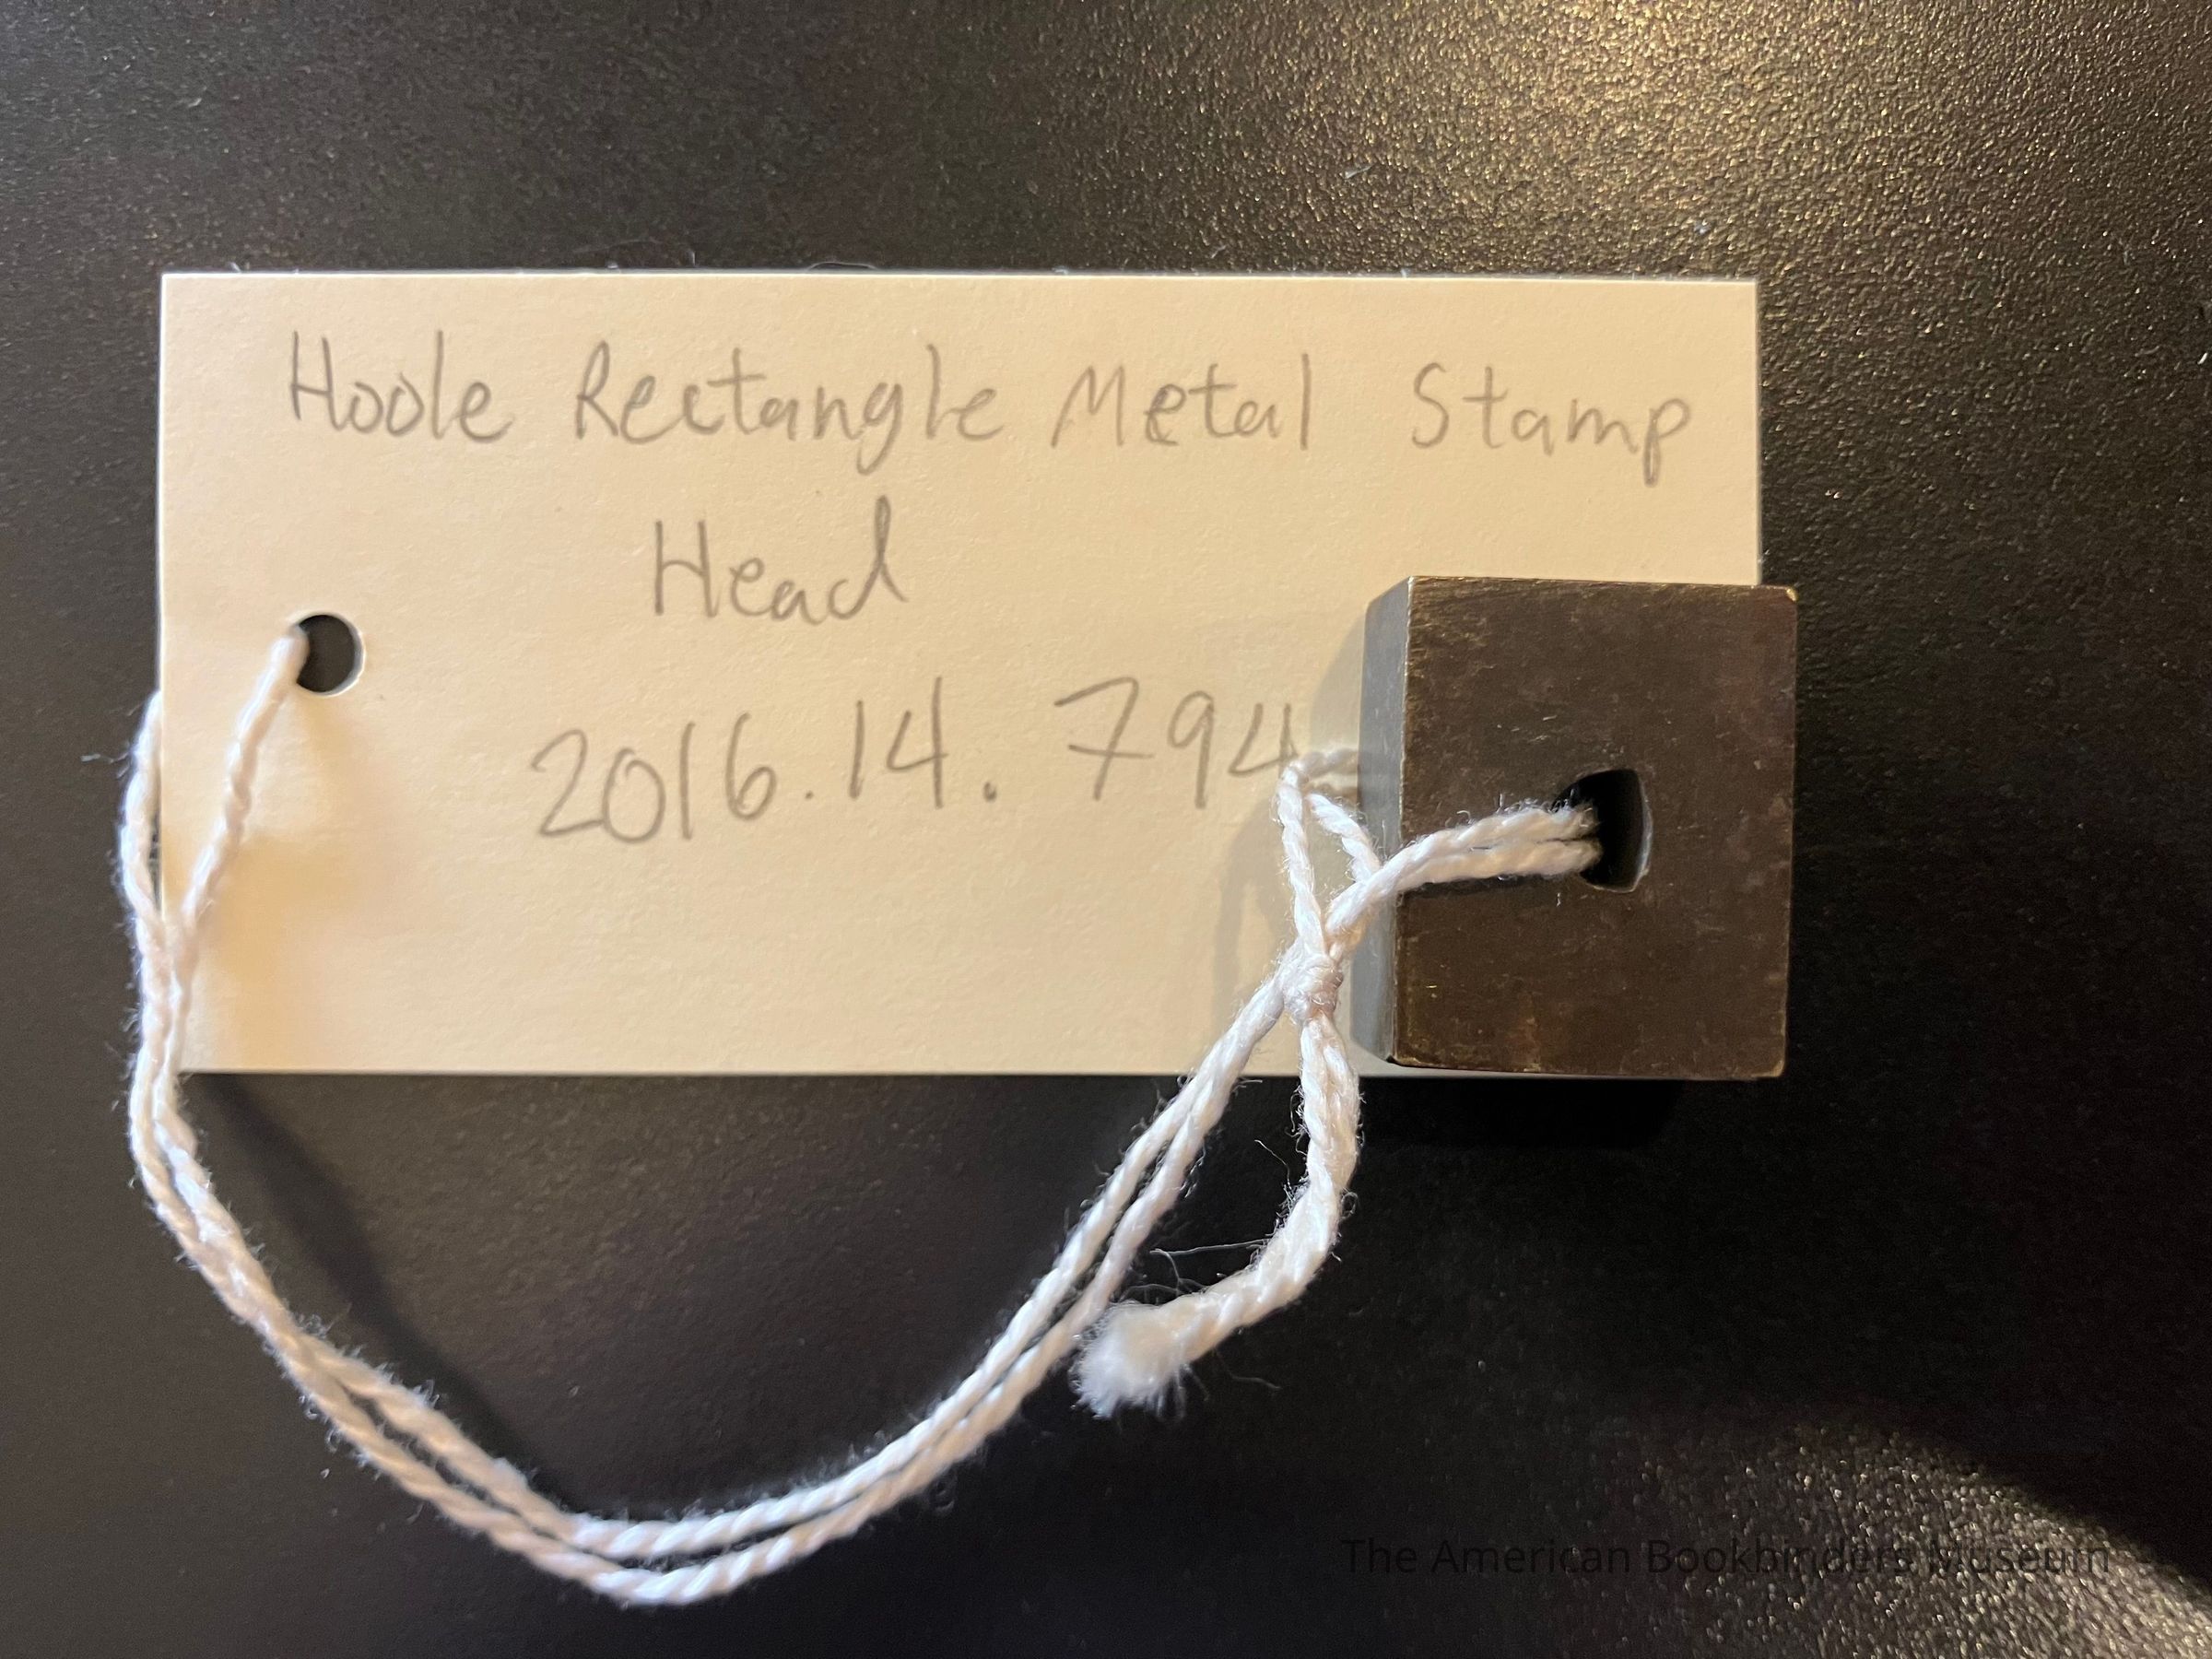 Hoole Rectangle Metal Stamp
Head
2016.14.794
The American Bookbinders Museum